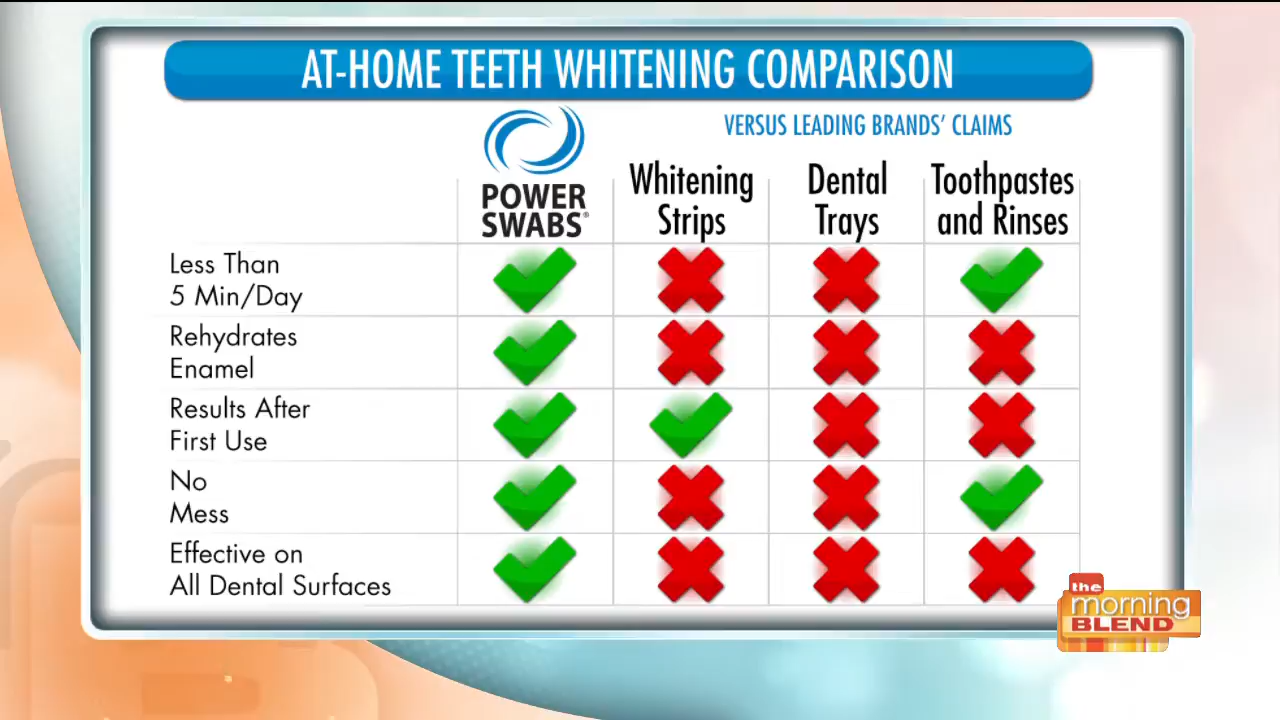 AT-HOME TEETH WHITENING COMPARISON
VERSUS LEADING BRANDS' CLAIMS
POWER
SWABS®
Whitening
Strips
Dental
Trays
Toothpastes
and Rinses
Less Than
5 Min/Day
Rehydrates
Enamel
Results After
First Use
No
Mess
Effective on
All Dental Surfaces
the
morning
BLEND